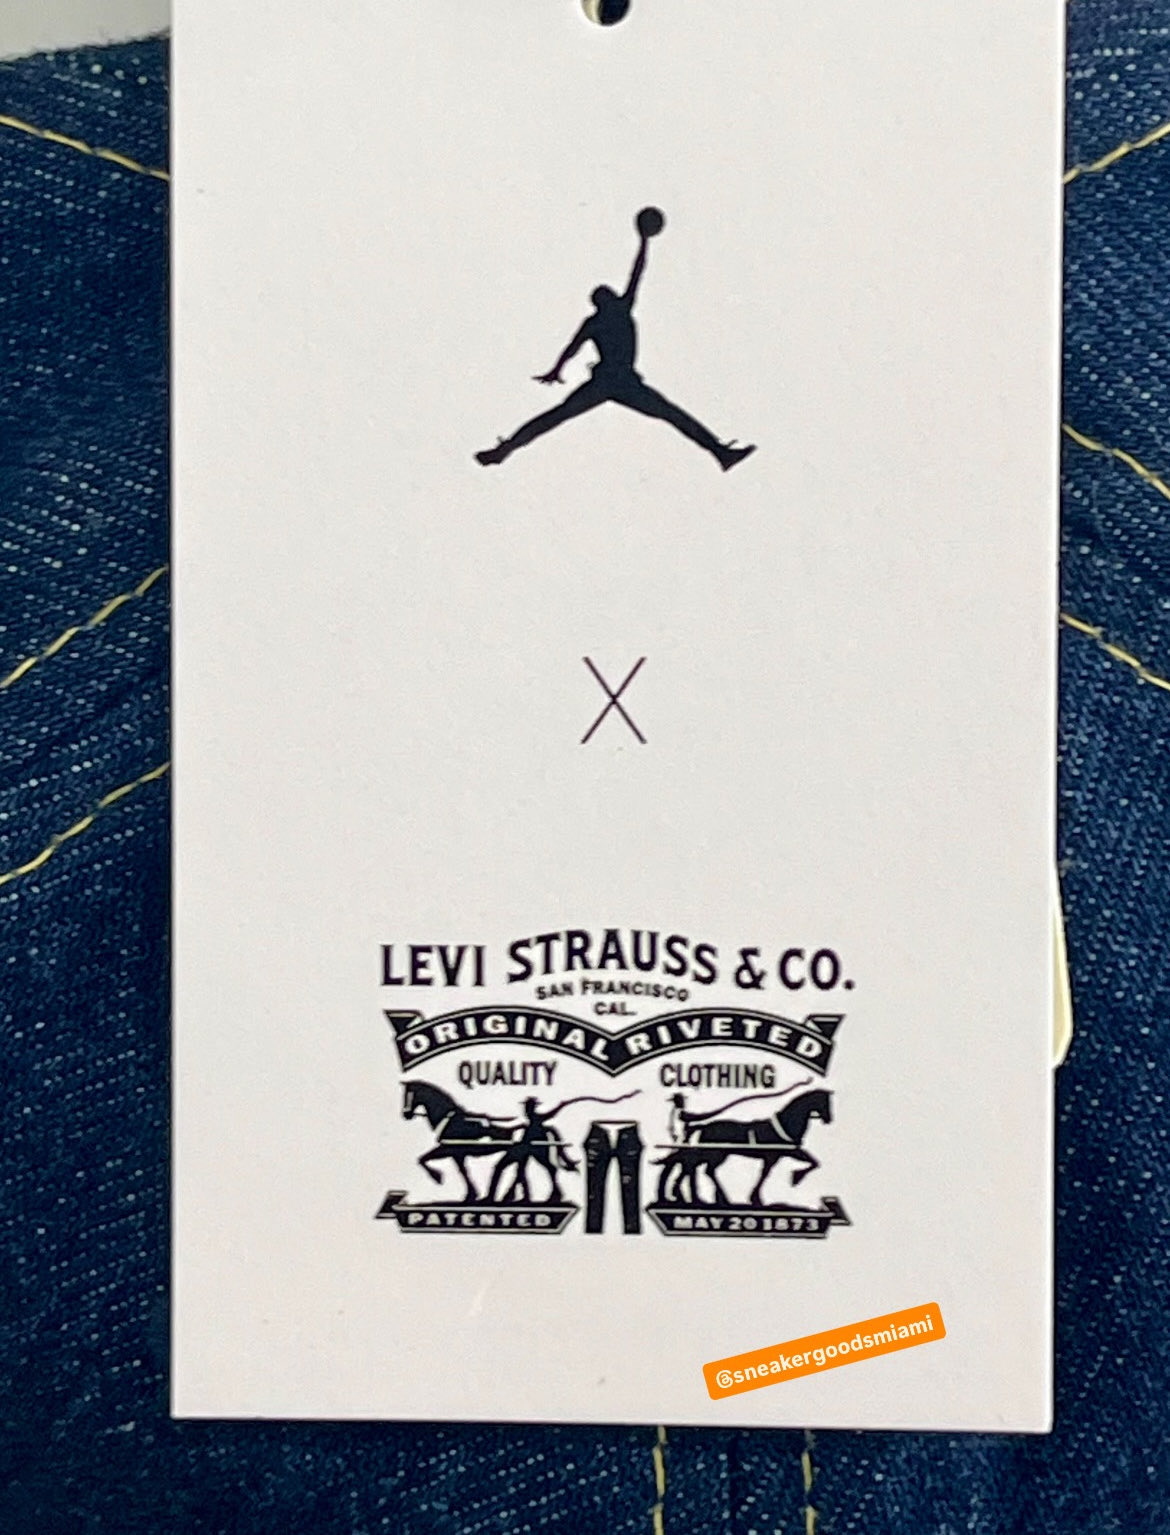 X
LEVI STRAUSS & CO.
SAN FRANCISCO
CAL.
ORIGINAL RIVETED
QUALITY CLOTHING
PATENTED MAY 20 1873
@sneakergoodsmiami